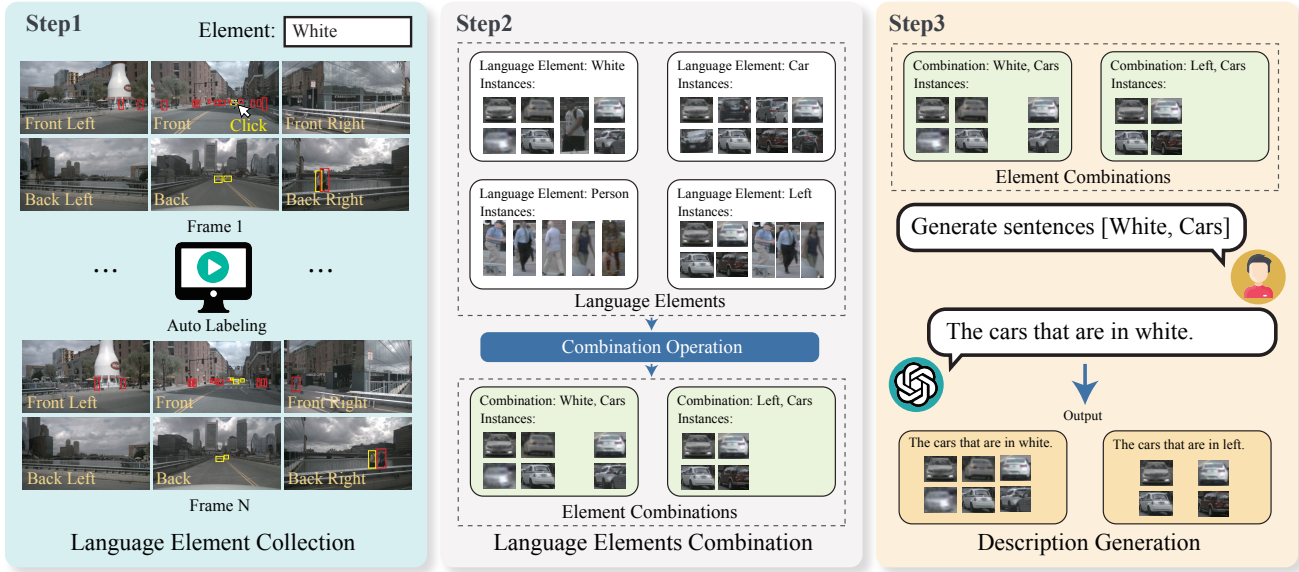 Step1
Element: White
Front Left
Front
Click
Front Right
Back Left
Back
Back Right
Frame 1
...
...
Auto Labeling
Front Left
Front
Front Right
Back Left
Back
Back Right
Frame N
Language Element Collection
Step2
Language Element: White
Instances:
Language Element: Car
Instances:
Language Element: Person
Instances:
Language Element: Left
Instances:
Language Elements
Combination Operation
Combination: White, Cars
Instances:
Combination: Left, Cars
Instances:
Element Combinations
Language Elements Combination
Step3
Combination: White, Cars
Instances:
Combination: Left, Cars
Instances:
Element Combinations
Generate sentences [White, Cars]
The cars that are in white.
Output
The cars that are in white.
The cars that are in left.
Description Generation